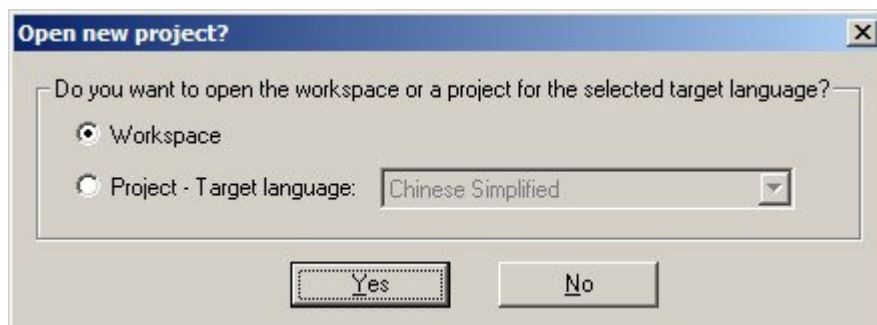 Open new project?
Do you want to open the workspace or a project for the selected target language?
Workspace
Project - Target language: Chinese Simplified
Yes No